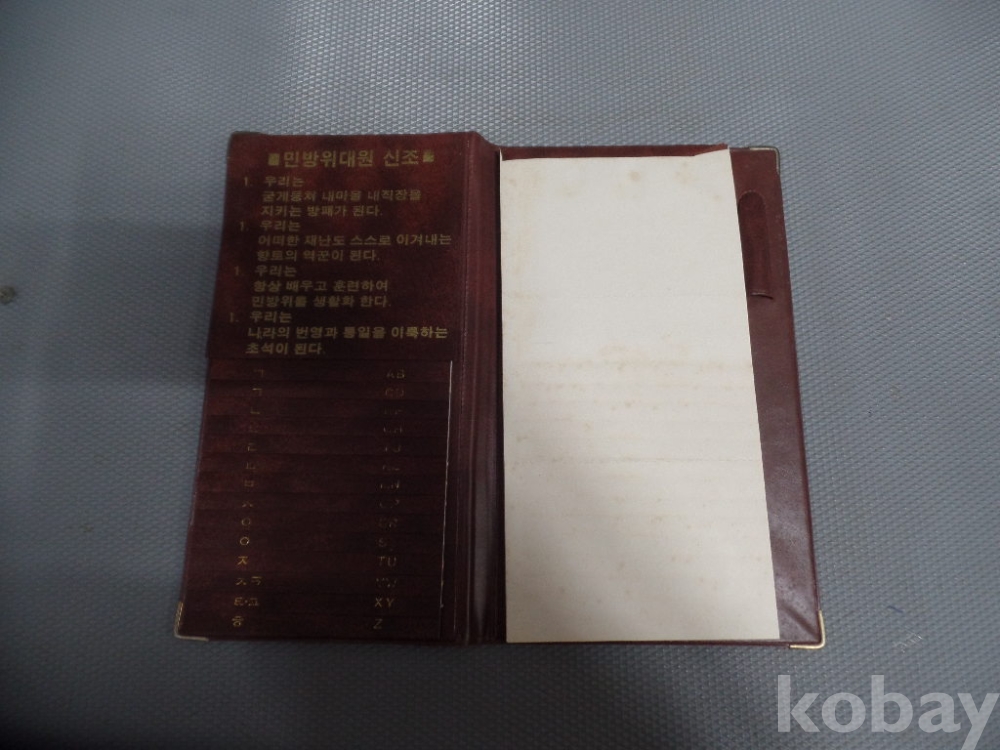 민방위대원 신조
1. 우리는
굳게뭉쳐 내마을 내직장을
지키는 방패가 된다.
1. 우리는
어떠한 재난도 스스로 이겨내는
향토의 역군이 된다.
1. 우리는
항상 배우고 훈련하여
민방위를 생활화 한다.
1. 우리는
나라의 번영과 통일을 이룩하는
초석이 된다.
ㄱ AB
ㅇ
ㅇ S
ㅈ TU
XY
ㅎ Z
kobay